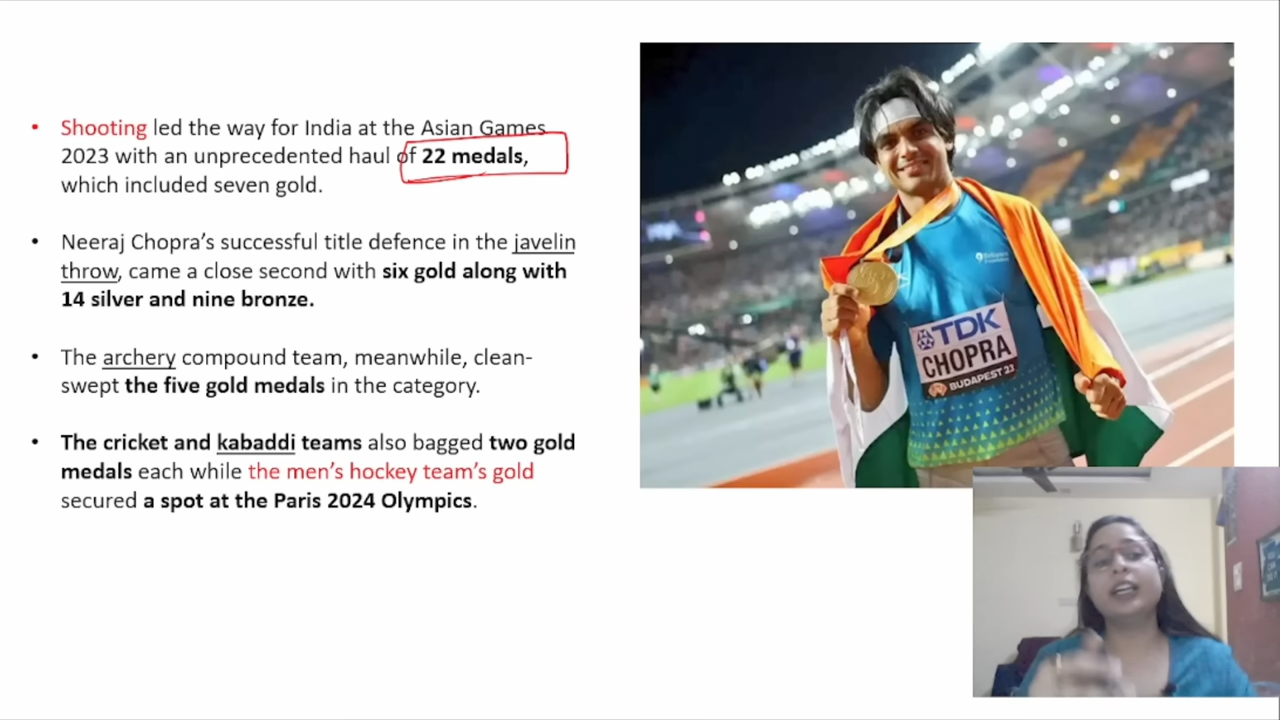 • Shooting led the way for India at the Asian Games
2023 with an unprecedented haul of 22 medals,
which included seven gold.
• Neeraj Chopra’s successful title defence in the javelin
throw, came a close second with six gold along with
14 silver and nine bronze.
• The archery compound team, meanwhile, clean-
swept the five gold medals in the category.
• The cricket and kabaddi teams also bagged two gold
medals each while the men’s hockey team’s gold
secured a spot at the Paris 2024 Olympics.
TDK
CHOPRA
BUDAPEST 23